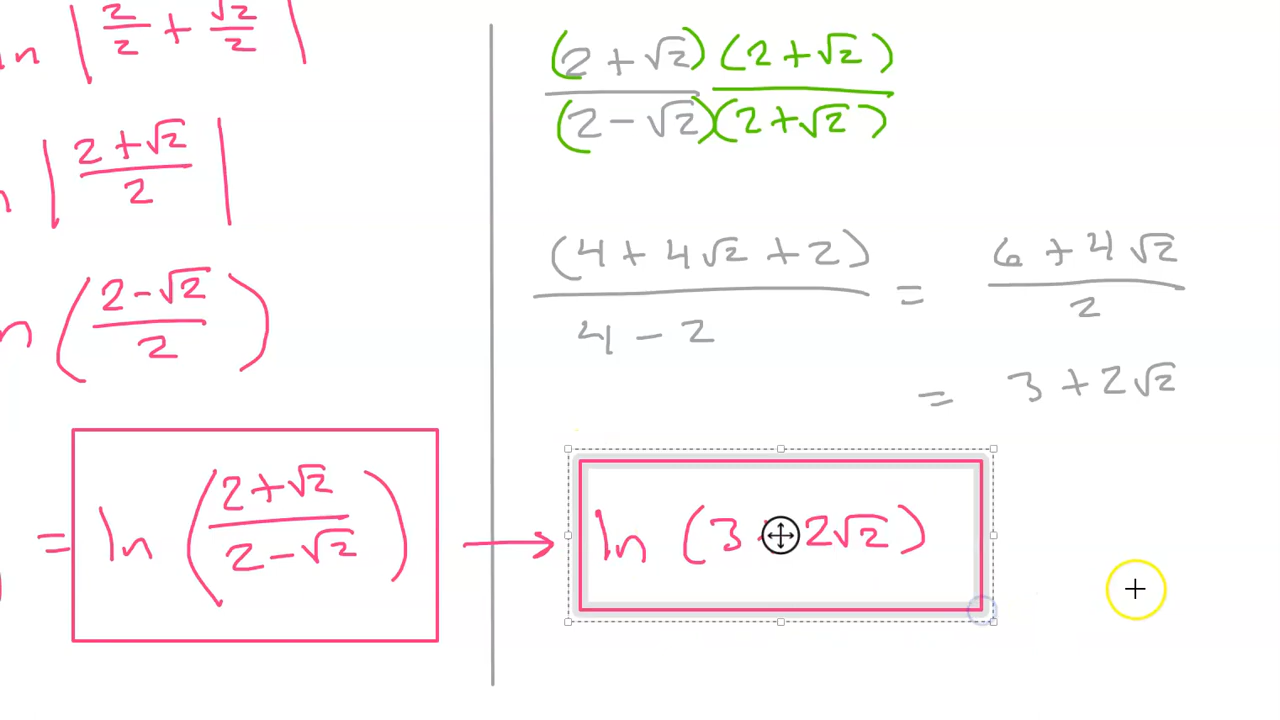 ln | 2/2 + √2/2 |
n | (2 + √2)/2 |
n ( (2 - √2)/2 )
= ln ( (2 + √2)/(2 - √2) ) →
(2 + √2) (2 + √2)
(2 - √2) (2 + √2)
(4 + 4√2 + 2)/(4 - 2) = (6 + 4√2)/2
= 3 + 2√2
ln (3 2√2)